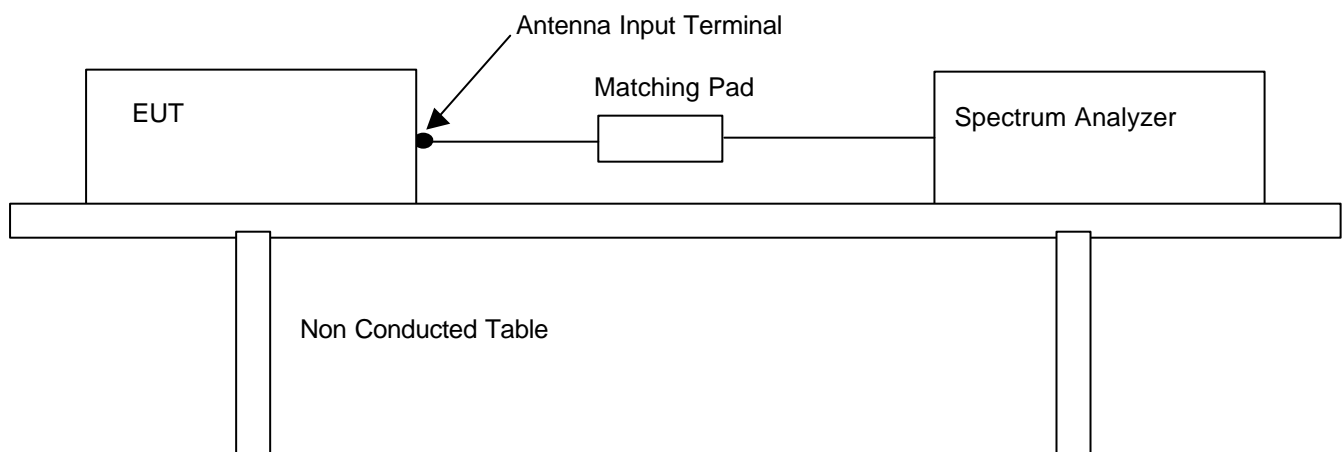 Antenna Input Terminal
Matching Pad
EUT
Spectrum Analyzer
Non Conducted Table